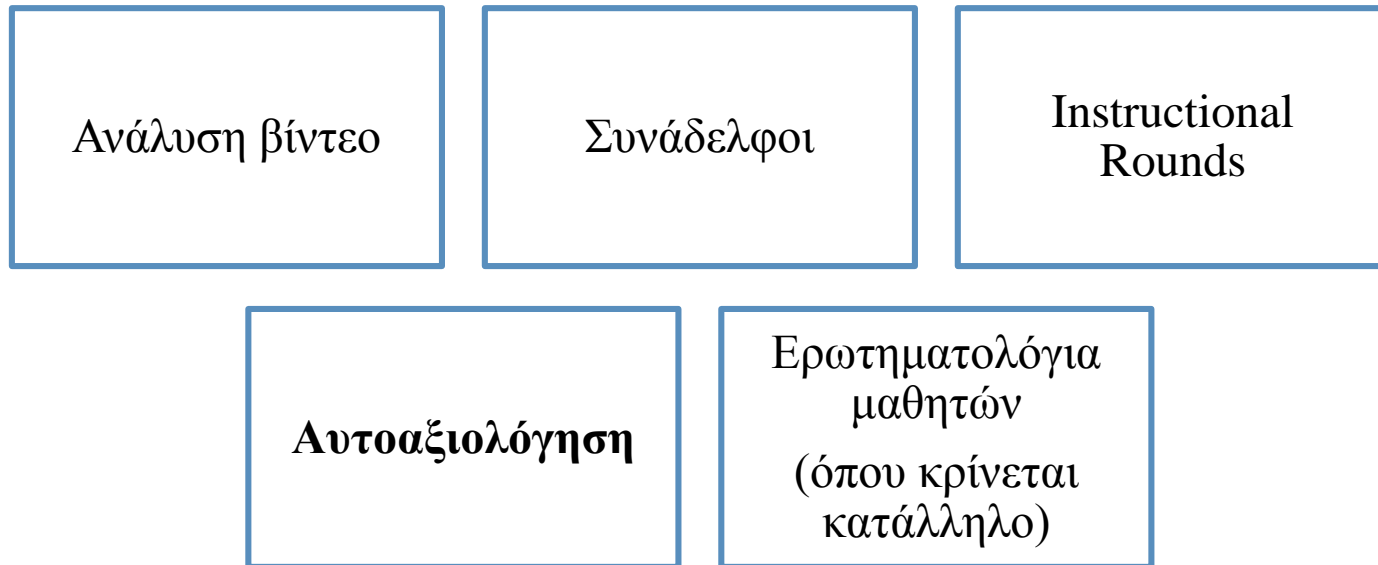 Ανάλυση βίντεο
Συνάδελφοι
Instructional
Rounds
Αυτοαξιολόγηση
Ερωτηματολόγια
μαθητών
(όπου κρίνεται
κατάλληλο)